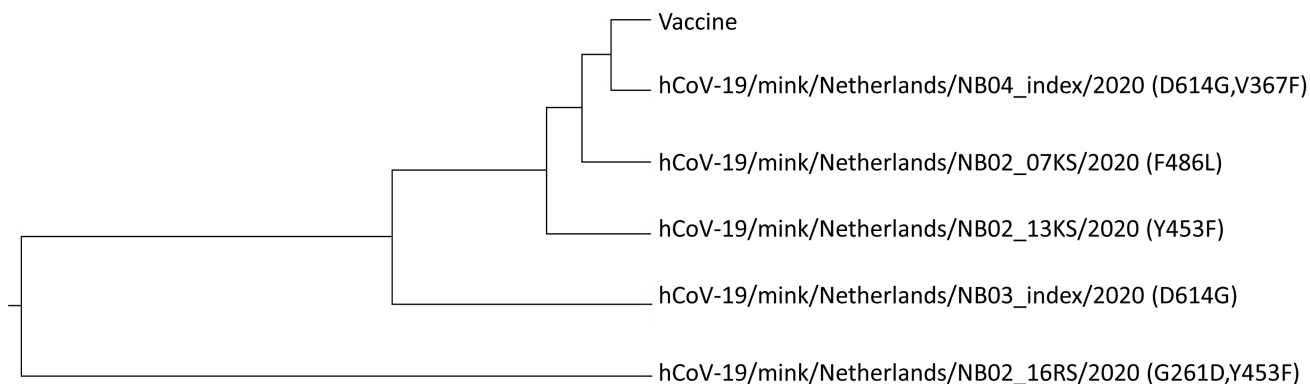 Vaccine
hCoV-19/mink/Netherlands/NB04_index/2020 (D614G,V367F)
hCoV-19/mink/Netherlands/NB02_07KS/2020 (F486L)
hCoV-19/mink/Netherlands/NB02_13KS/2020 (Y453F)
hCoV-19/mink/Netherlands/NB03_index/2020 (D614G)
hCoV-19/mink/Netherlands/NB02_16RS/2020 (G261D,Y453F)